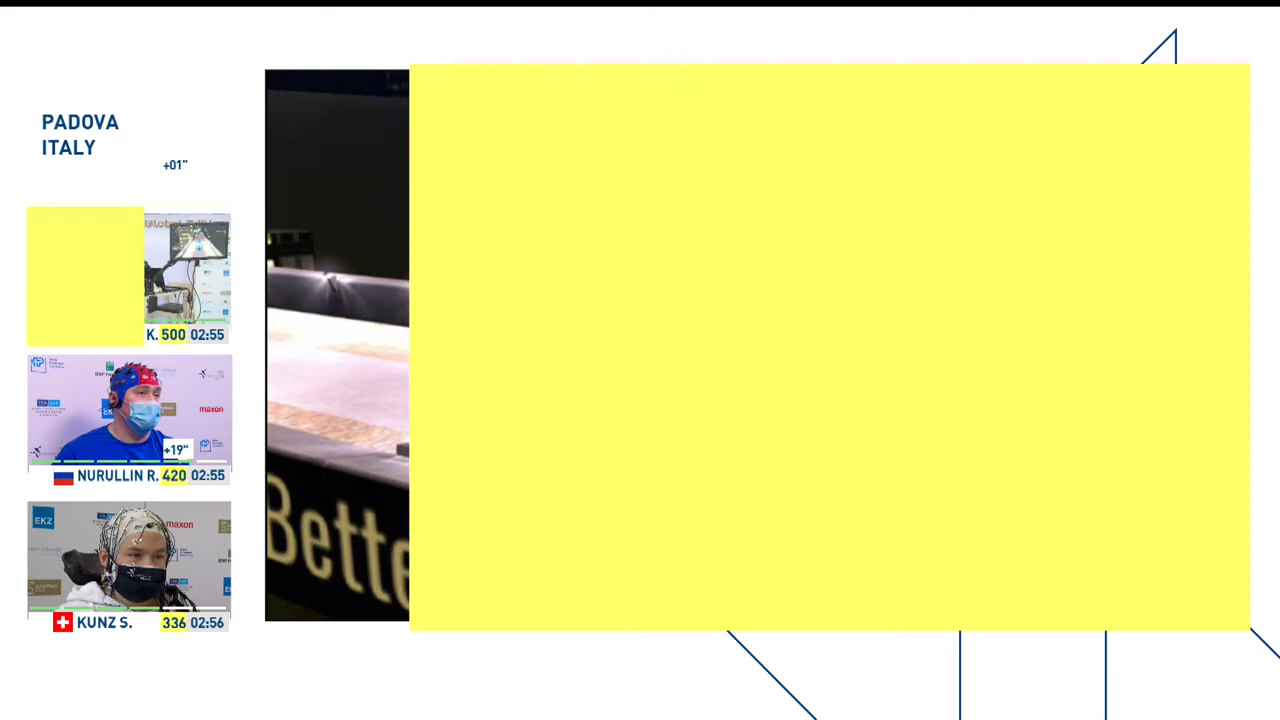 PADOVA
ITALY
+01"
K. 500 02:55
maxon
+19"
NURULLIN R. 420 02:55
EKZ
maxon
KUNZ S. 336 02:56
Bette